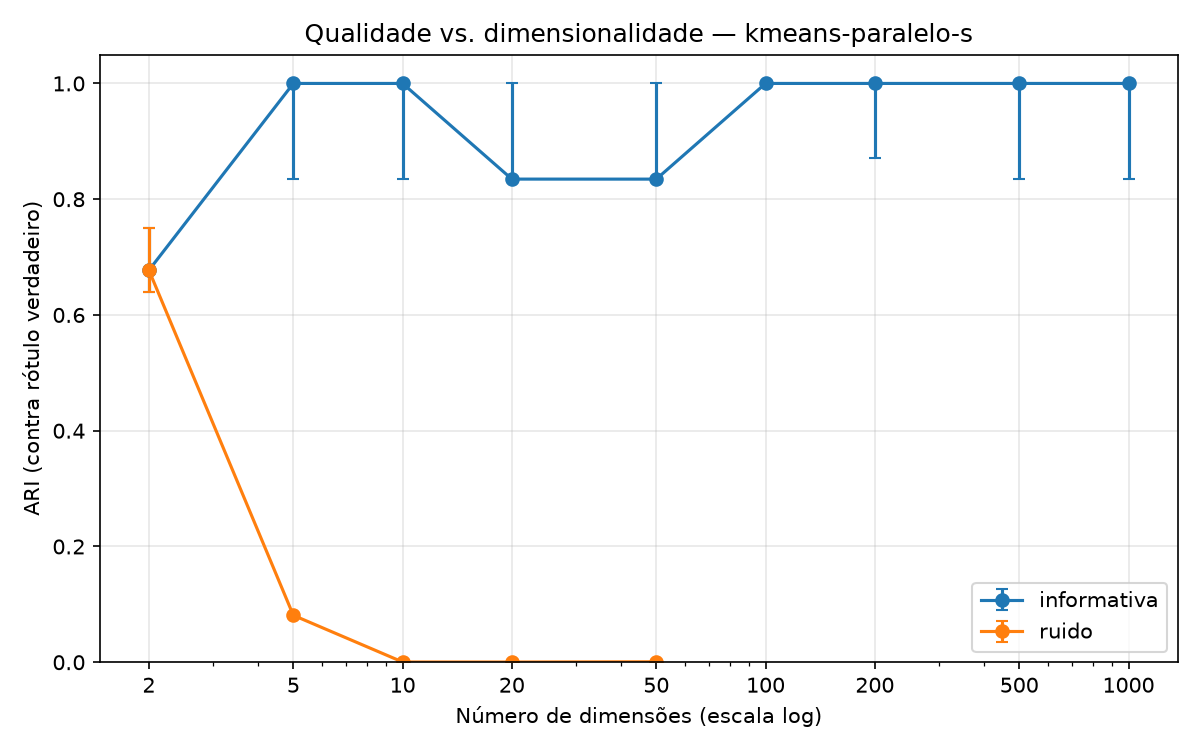 Qualidade vs. dimensionalidade — kmeans-paralelo-s
ARI (contra rótulo verdadeiro)
1.0
0.8
0.6
0.4
0.2
0.0
informativa
ruido
2 5 10 20 50 100 200 500 1000
Número de dimensões (escala log)